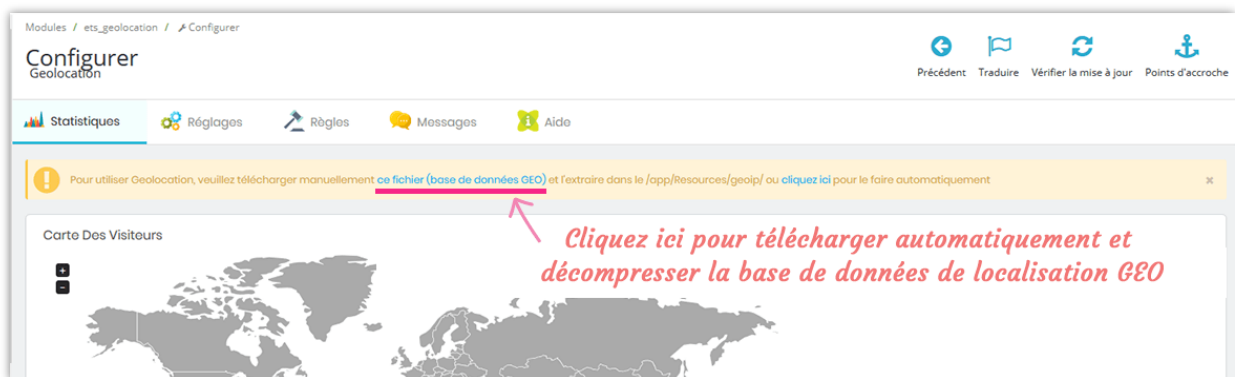 Modules / ets_geolocation / Configurer
Configurer
Geolocation
Précédent
Traduire
Vérifier la mise à jour
Points d'accroche
Statistiques
Réglages
Règles
Messages
Aide
Pour utiliser Geolocation, veuillez télécharger manuellement ce fichier (base de données GEO) et l'extraire dans le /app/Resources/geoip/ ou cliquez ici pour le faire automatiquement
×
Carte Des Visiteurs
+
−
Cliquez ici pour télécharger automatiquement et
décompresser la base de données de localisation GEO